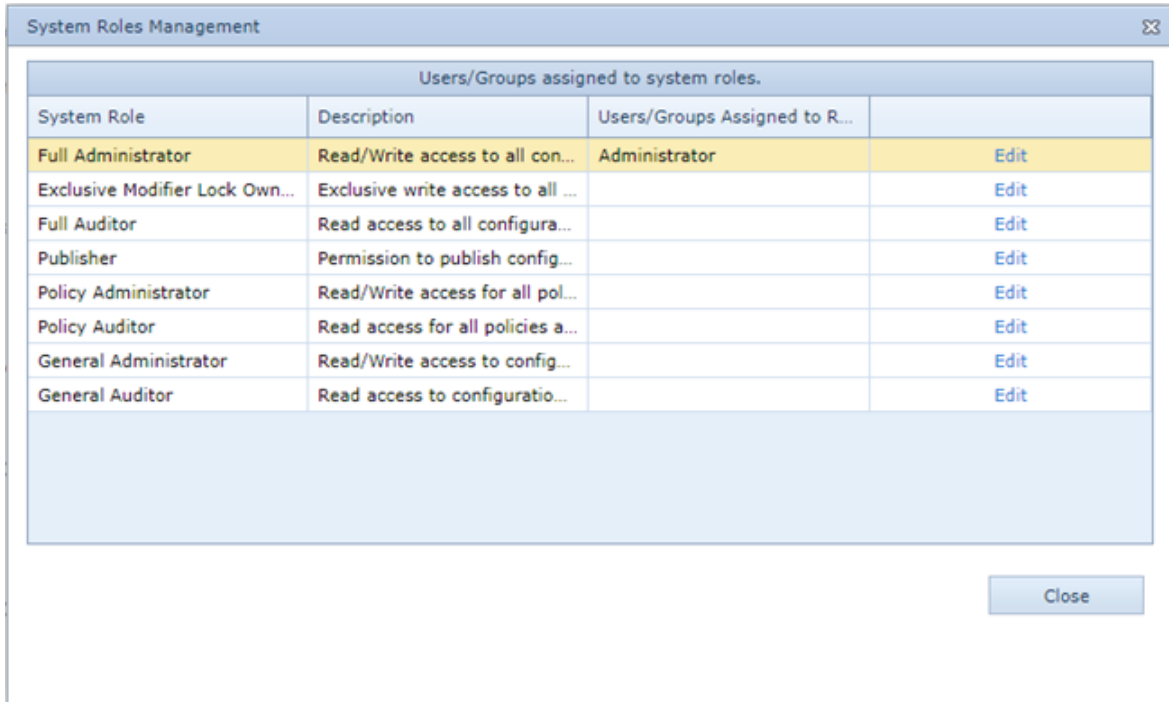 System Roles Management
Users/Groups assigned to system roles.
System Role Description Users/Groups Assigned to R...
Full Administrator Read/Write access to all con... Administrator Edit
Exclusive Modifier Lock Own... Exclusive write access to all ... Edit
Full Auditor Read access to all configura... Edit
Publisher Permission to publish config... Edit
Policy Administrator Read/Write access for all pol... Edit
Policy Auditor Read access for all policies a... Edit
General Administrator Read/Write access to config... Edit
General Auditor Read access to configuratio... Edit
Close